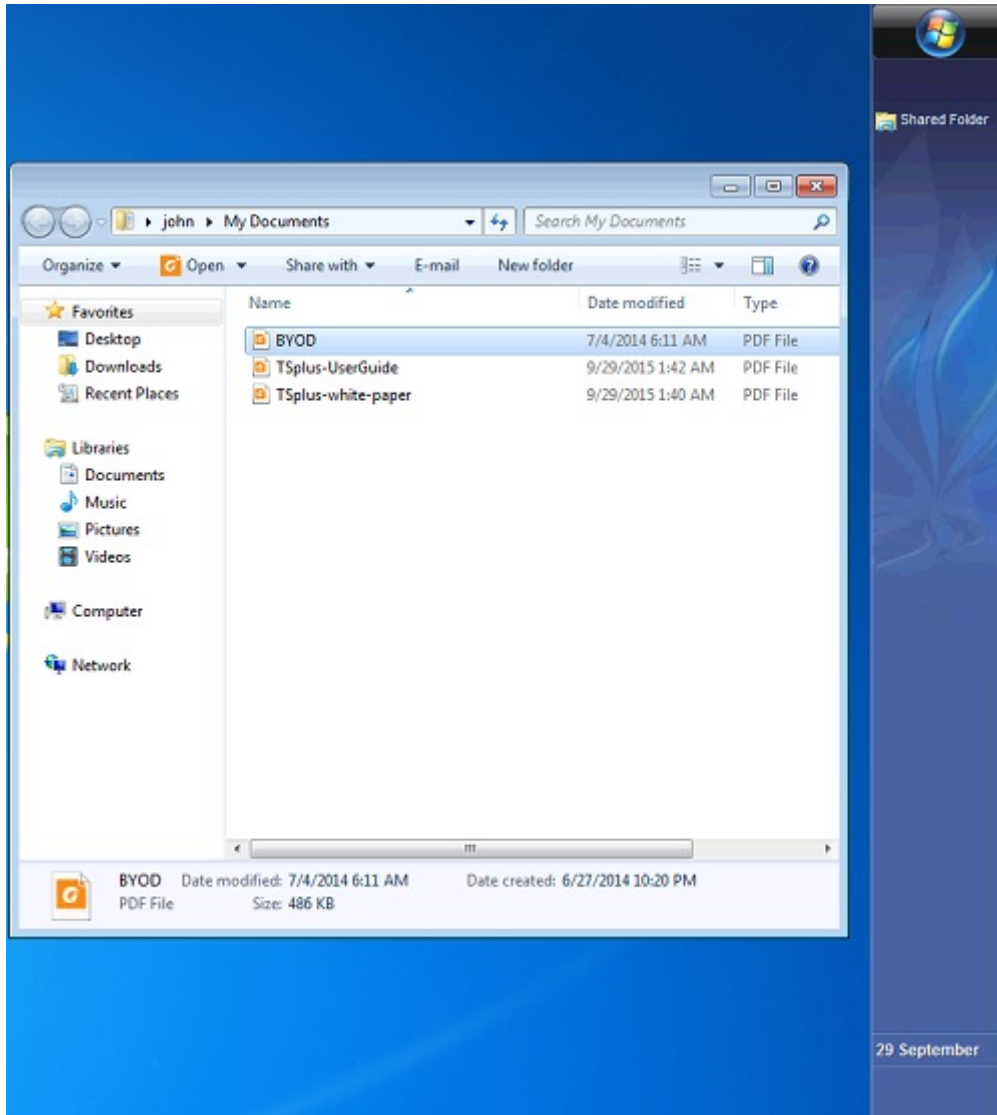 Shared Folder
john My Documents Search My Documents
Organize Open Share with E-mail New folder
Favorites
Desktop
Downloads
Recent Places
Libraries
Documents
Music
Pictures
Videos
Computer
Network
Name Date modified Type
BYOD 7/4/2014 6:11 AM PDF File
TSplus-UserGuide 9/29/2015 1:42 AM PDF File
TSplus-white-paper 9/29/2015 1:40 AM PDF File
BYOD Date modified: 7/4/2014 6:11 AM Date created: 6/27/2014 10:20 PM
PDF File Size: 486 KB
29 September